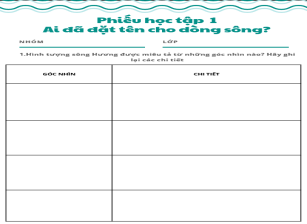 Phiếu học tập 1
Ai đã đặt tên cho dòng sông?
NHÓM LỚP
1.Hình tượng sông Hương được miêu tả từ những góc nhìn nào? Hãy ghi
lại các chi tiết
GÓC NHÌN CHI TIẾT